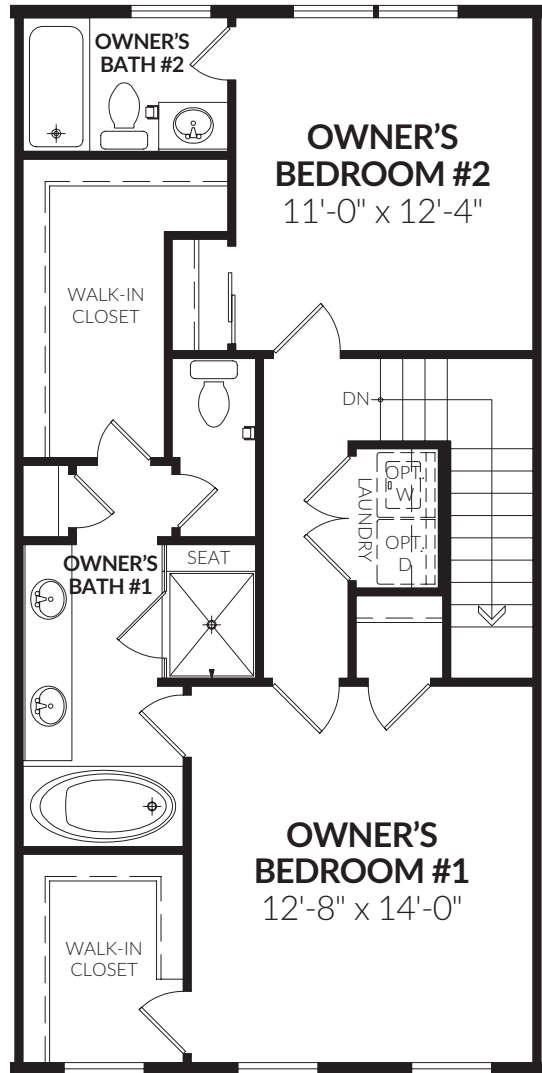 OWNER'S
BATH #2
OWNER'S
BEDROOM #2
11'-0" x 12'-4"
WALK-IN
CLOSET
DN
LAUNDRY
OPT.
W
OPT.
D
OWNER'S
BATH #1
SEAT
OWNER'S
BEDROOM #1
12'-8" x 14'-0"
WALK-IN
CLOSET